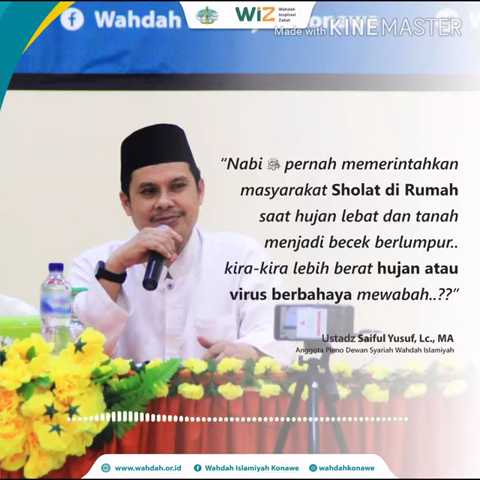 Wahdah
WIZ Wahdah Inspirasi Zakat
Made with KINEMASTER
“Nabi ﷺ pernah memerintahkan
masyarakat Sholat di Rumah
saat hujan lebat dan tanah
menjadi becek berlumpur..
kira-kira lebih berat hujan atau
virus berbahaya mewabah..??”
Ustadz Saiful Yusuf, Lc., MA
Anggota Pleno Dewan Syariah Wahdah Islamiyah
www.wahdah.or.id Wahdah Islamiyah Konawe wahdahkonawe